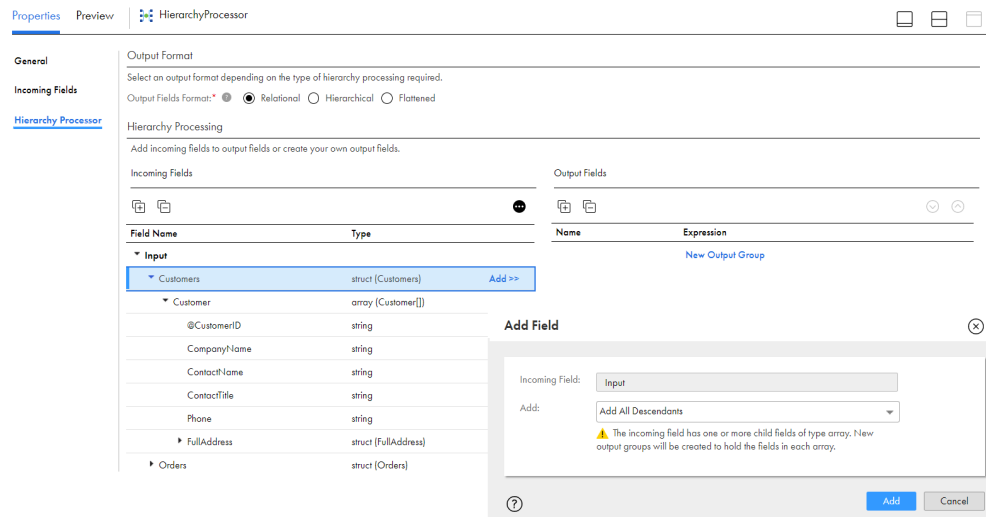 Properties Preview HierarchyProcessor
General
Incoming Fields
Hierarchy Processor
Output Format
Select an output format depending on the type of hierarchy processing required.
Output Fields Format:* ? Relational Hierarchical Flattened
Hierarchy Processing
Add incoming fields to output fields or create your own output fields.
Incoming Fields
Field Name Type
Input
Customers struct (Customers) Add >>
Customer array (Customer[])
@CustomerID string
CompanyName string
ContactName string
ContactTitle string
Phone string
FullAddress struct (FullAddress)
Orders struct (Orders)
Output Fields
Name Expression
New Output Group
Add Field
Incoming Field: Input
Add: Add All Descendants
The incoming field has one or more child fields of type array. New
output groups will be created to hold the fields in each array.
? Add Cancel